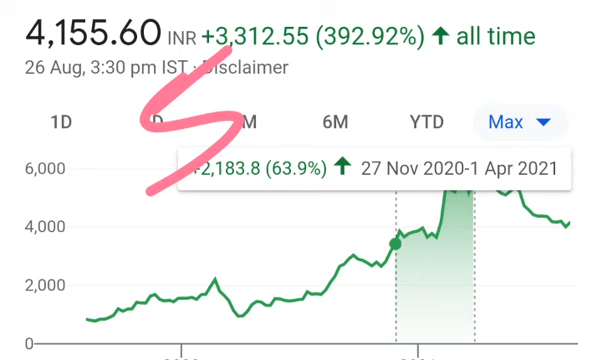 4,155.60 INR +3,312.55 (392.92%) ↑ all time
26 Aug, 3:30 pm IST · Disclaimer
1D D M 6M YTD Max
+2,183.8 (63.9%) ↑ 27 Nov 2020-1 Apr 2021
6,000
4,000
2,000
0